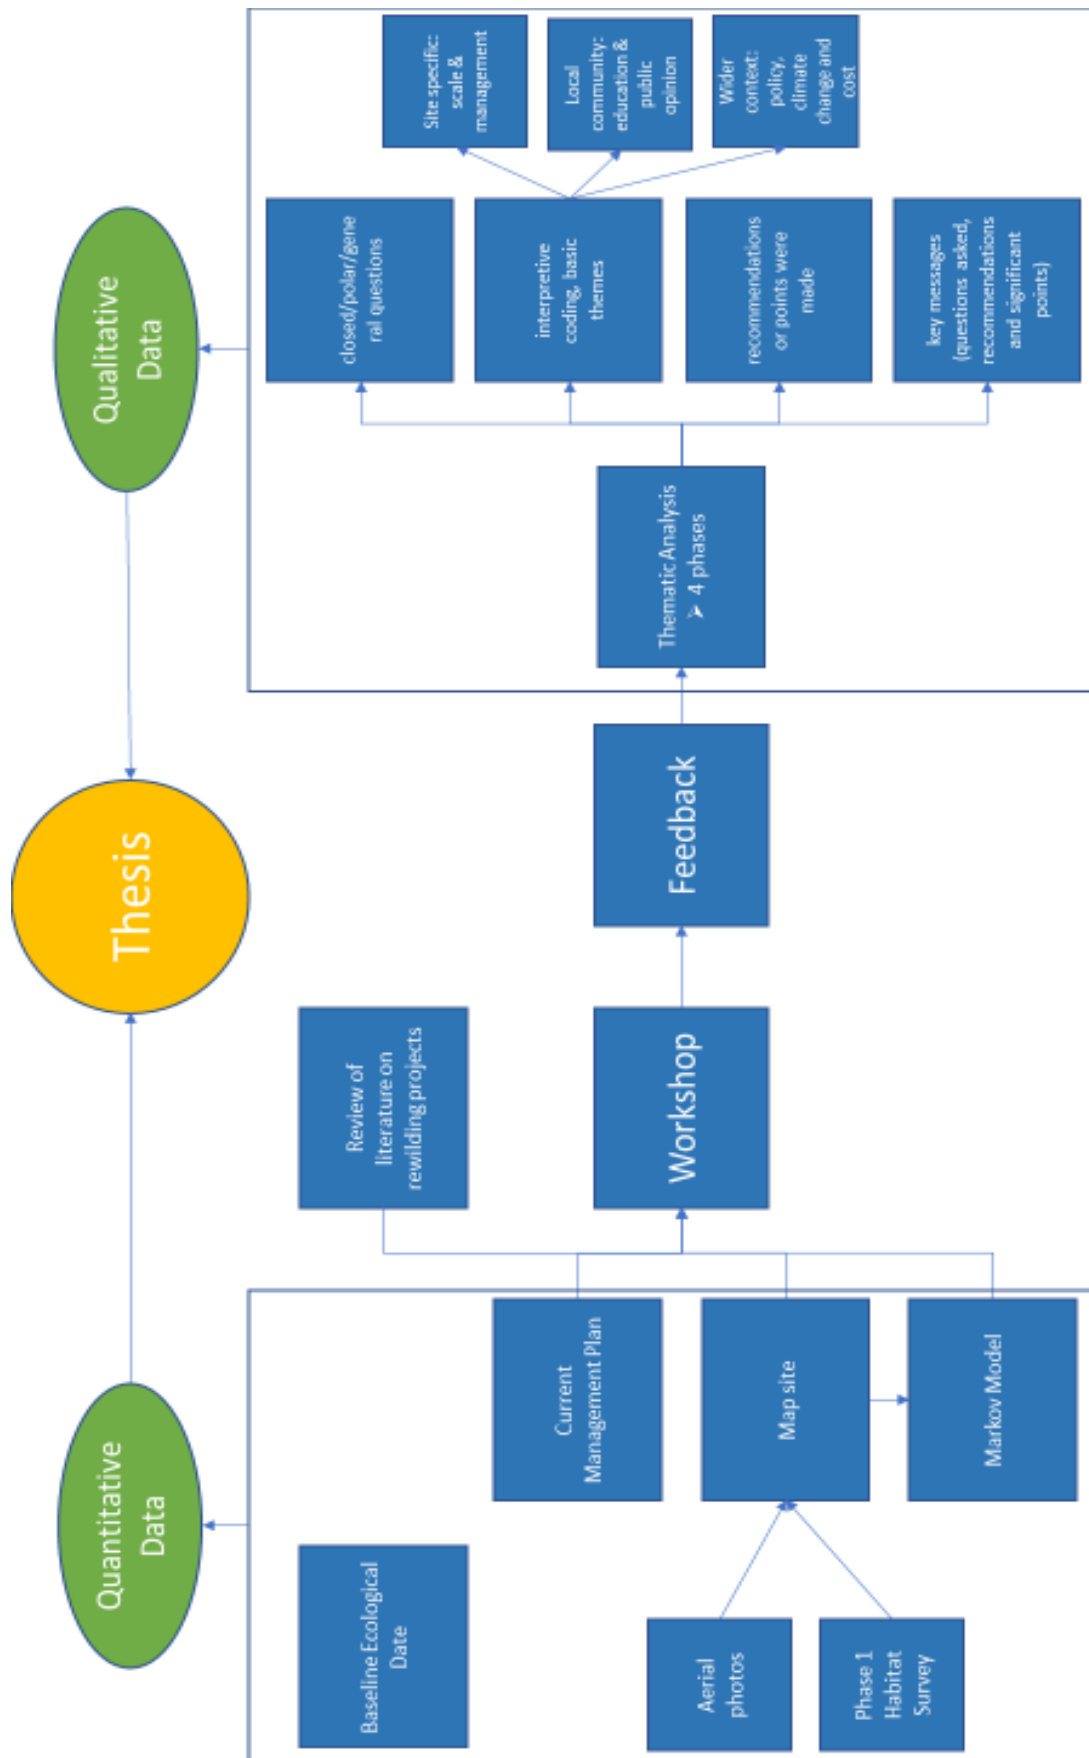 Thesis
Quantitative
Data
Qualitative
Data
Baseline Ecological
Date
Aerial
photos
Phase 1
Habitat
Survey
Current
Management Plan
Map site
Markov Model
Review of
literature on
rewilding projects
Workshop
Feedback
Thematic Analysis
➢ 4 phases
closed/polar/gene
ral questions
interpretive
coding, basic
themes
recommendations
or points were
made
key messages
(questions asked,
recommendations
and significant
points)
Site specific:
scale &
management
Local
community:
education &
public
opinion
Wider
context:
policy,
climate
change and
cost